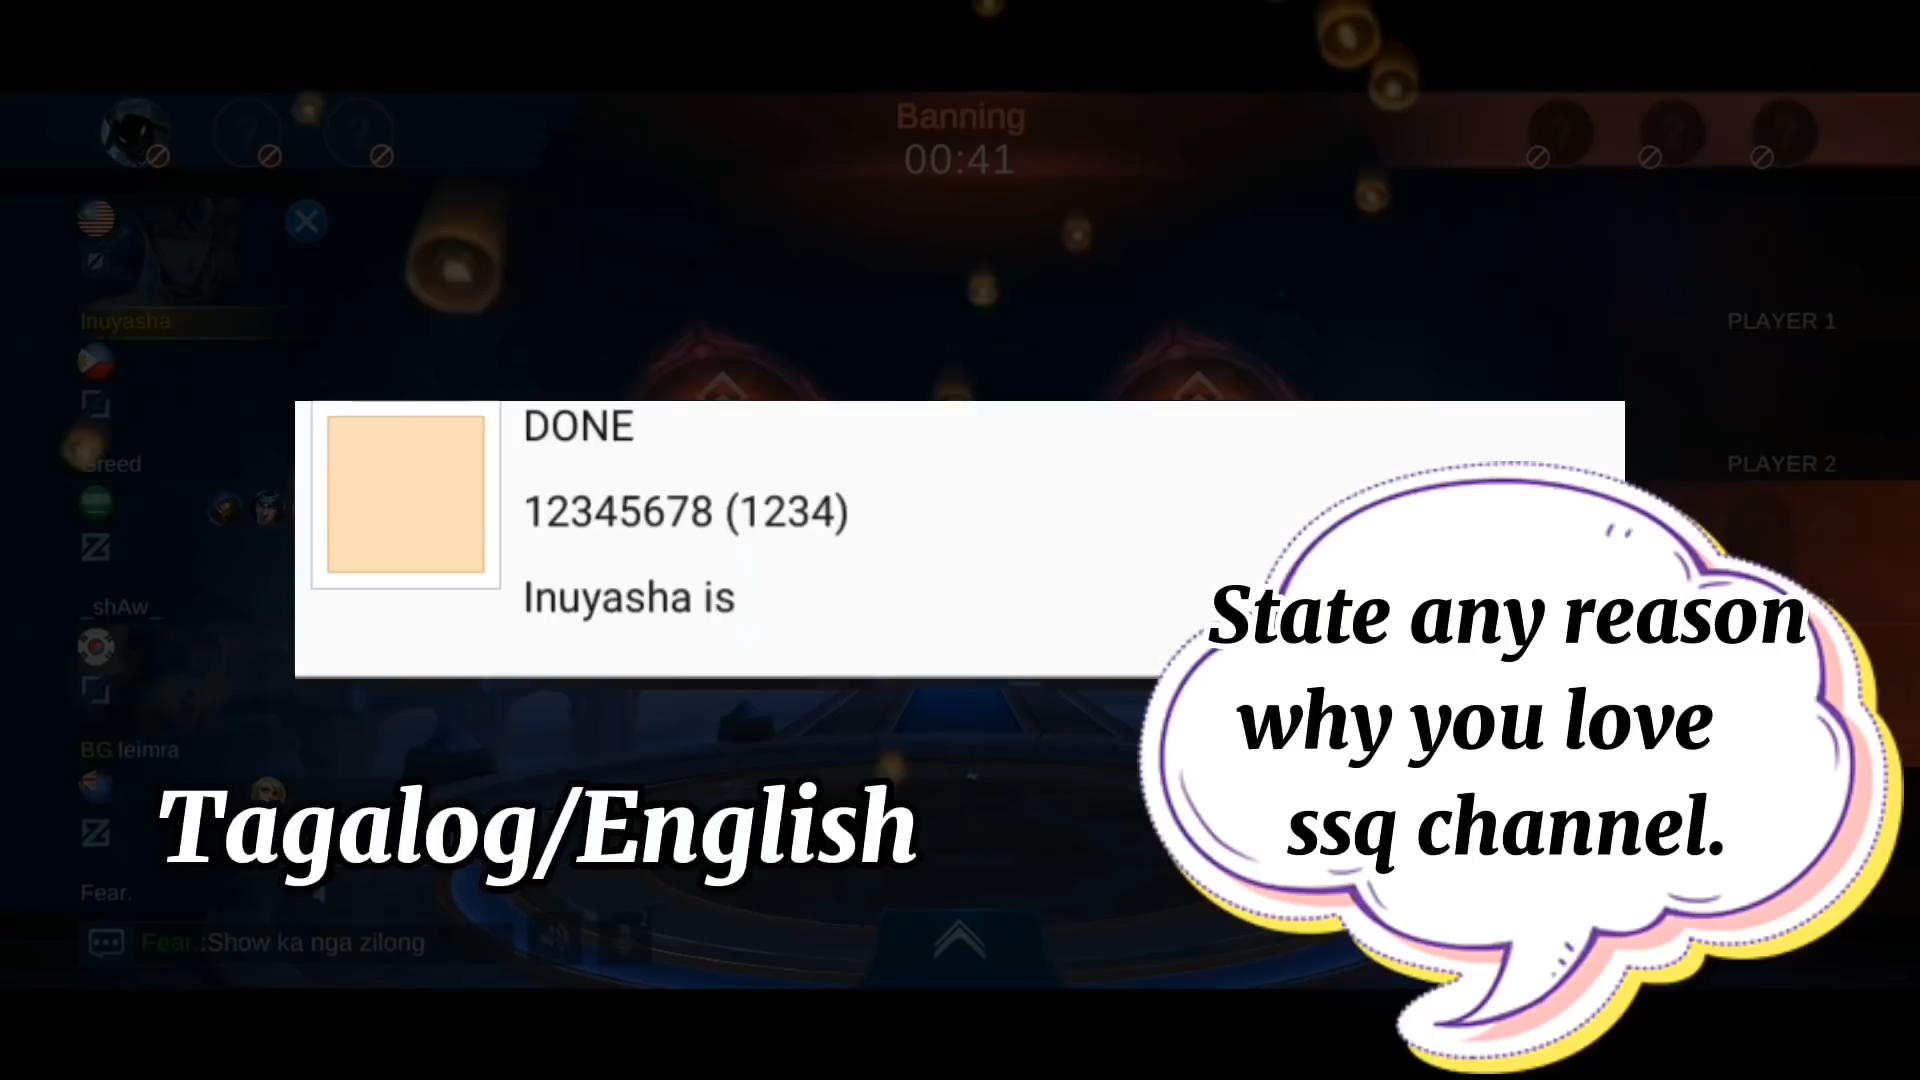 Banning
00:41
Inuyasha
PLAYER 1
Greed
PLAYER 2
DONE
12345678 (1234)
Inuyasha is
_shAw_
State any reason
why you love
ssq channel.
BG leimra
Tagalog/English
Fear.
Fear.:Show ka nga zilong